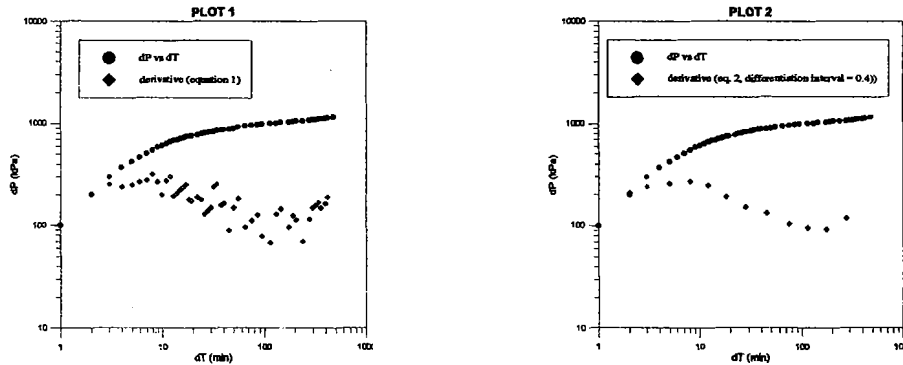 PLOT 1
10000
dP vs dT
derivative (equation 1)
1000
dP (kPa)
100
10
1
10
100
1000
dT (min)
PLOT 2
10000
dP vs dT
derivative (eq. 2, differentiation interval = 0.4))
1000
dP (kPa)
100
10
1
10
100
1000
dT (min)